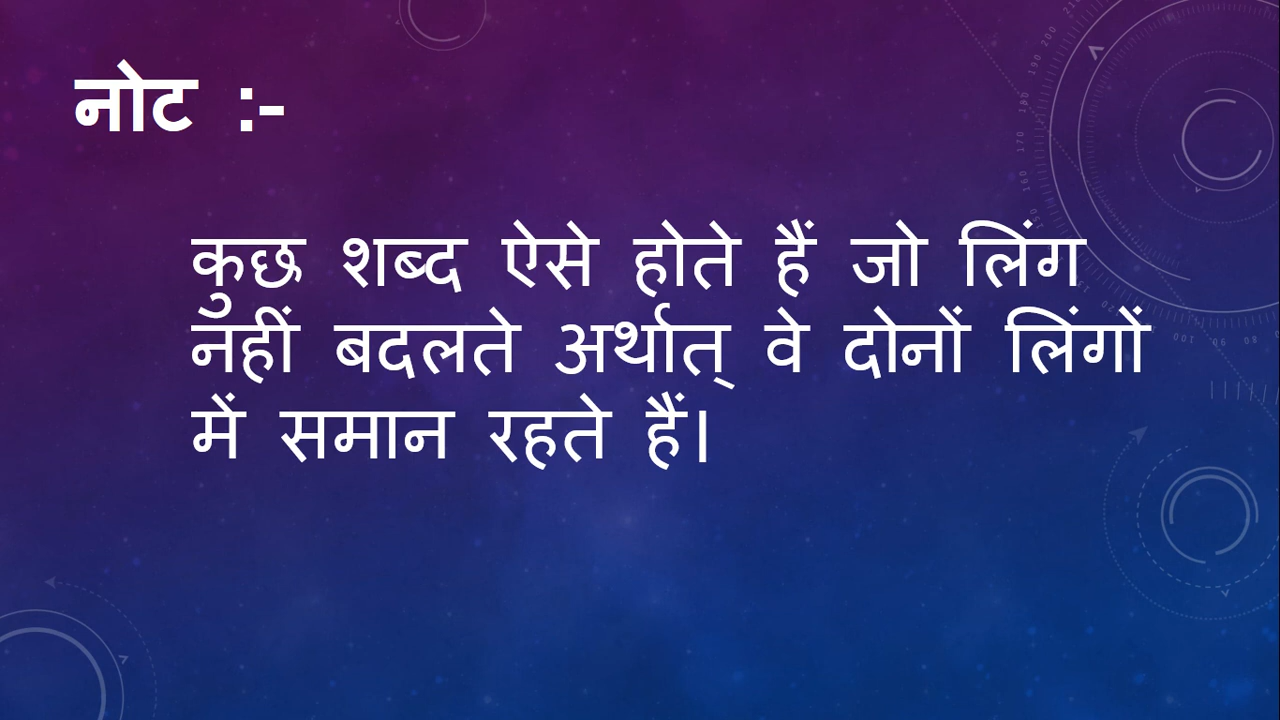 नोट :-
कुछ शब्द ऐसे होते हैं जो लिंग
नहीं बदलते अर्थात् वे दोनों लिंगों
में समान रहते हैं।